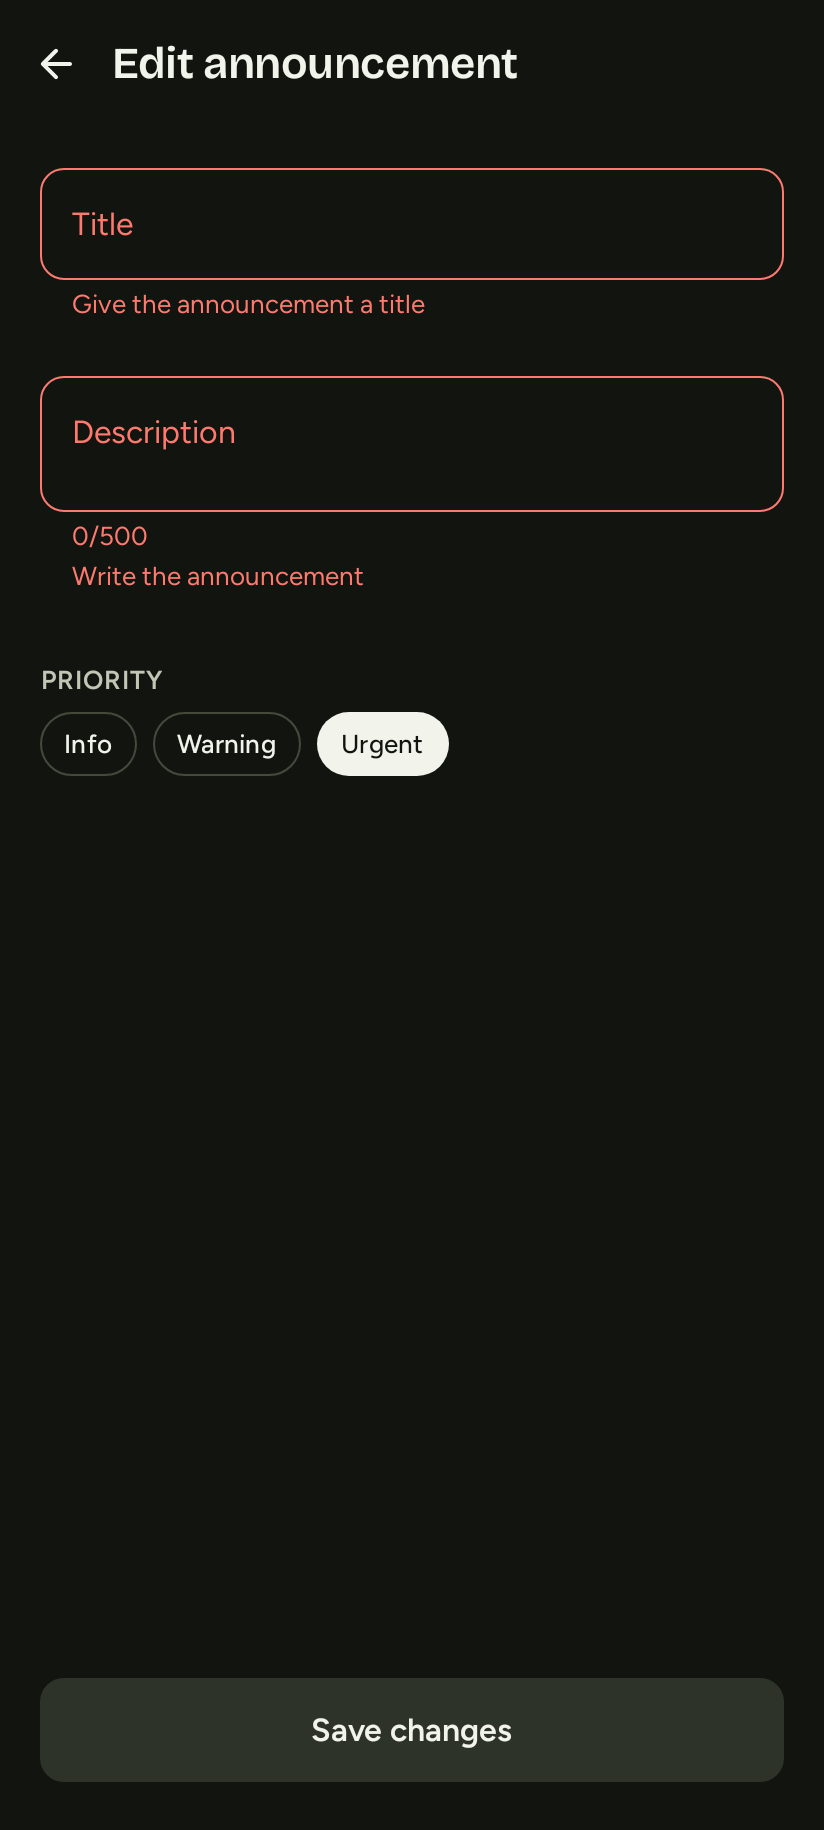 Edit announcement
Title
Give the announcement a title
Description
0/500
Write the announcement
PRIORITY
Info Warning Urgent
Save changes